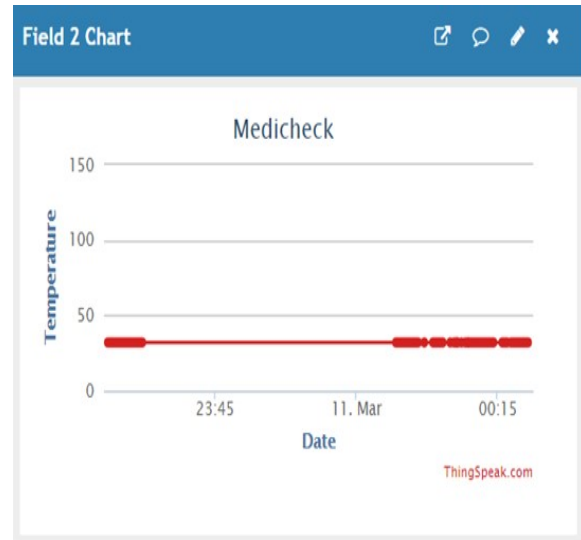 Field 2 Chart
Medicheck
150
100
50
0
Temperature
23:45
11. Mar
00:15
Date
ThingSpeak.com